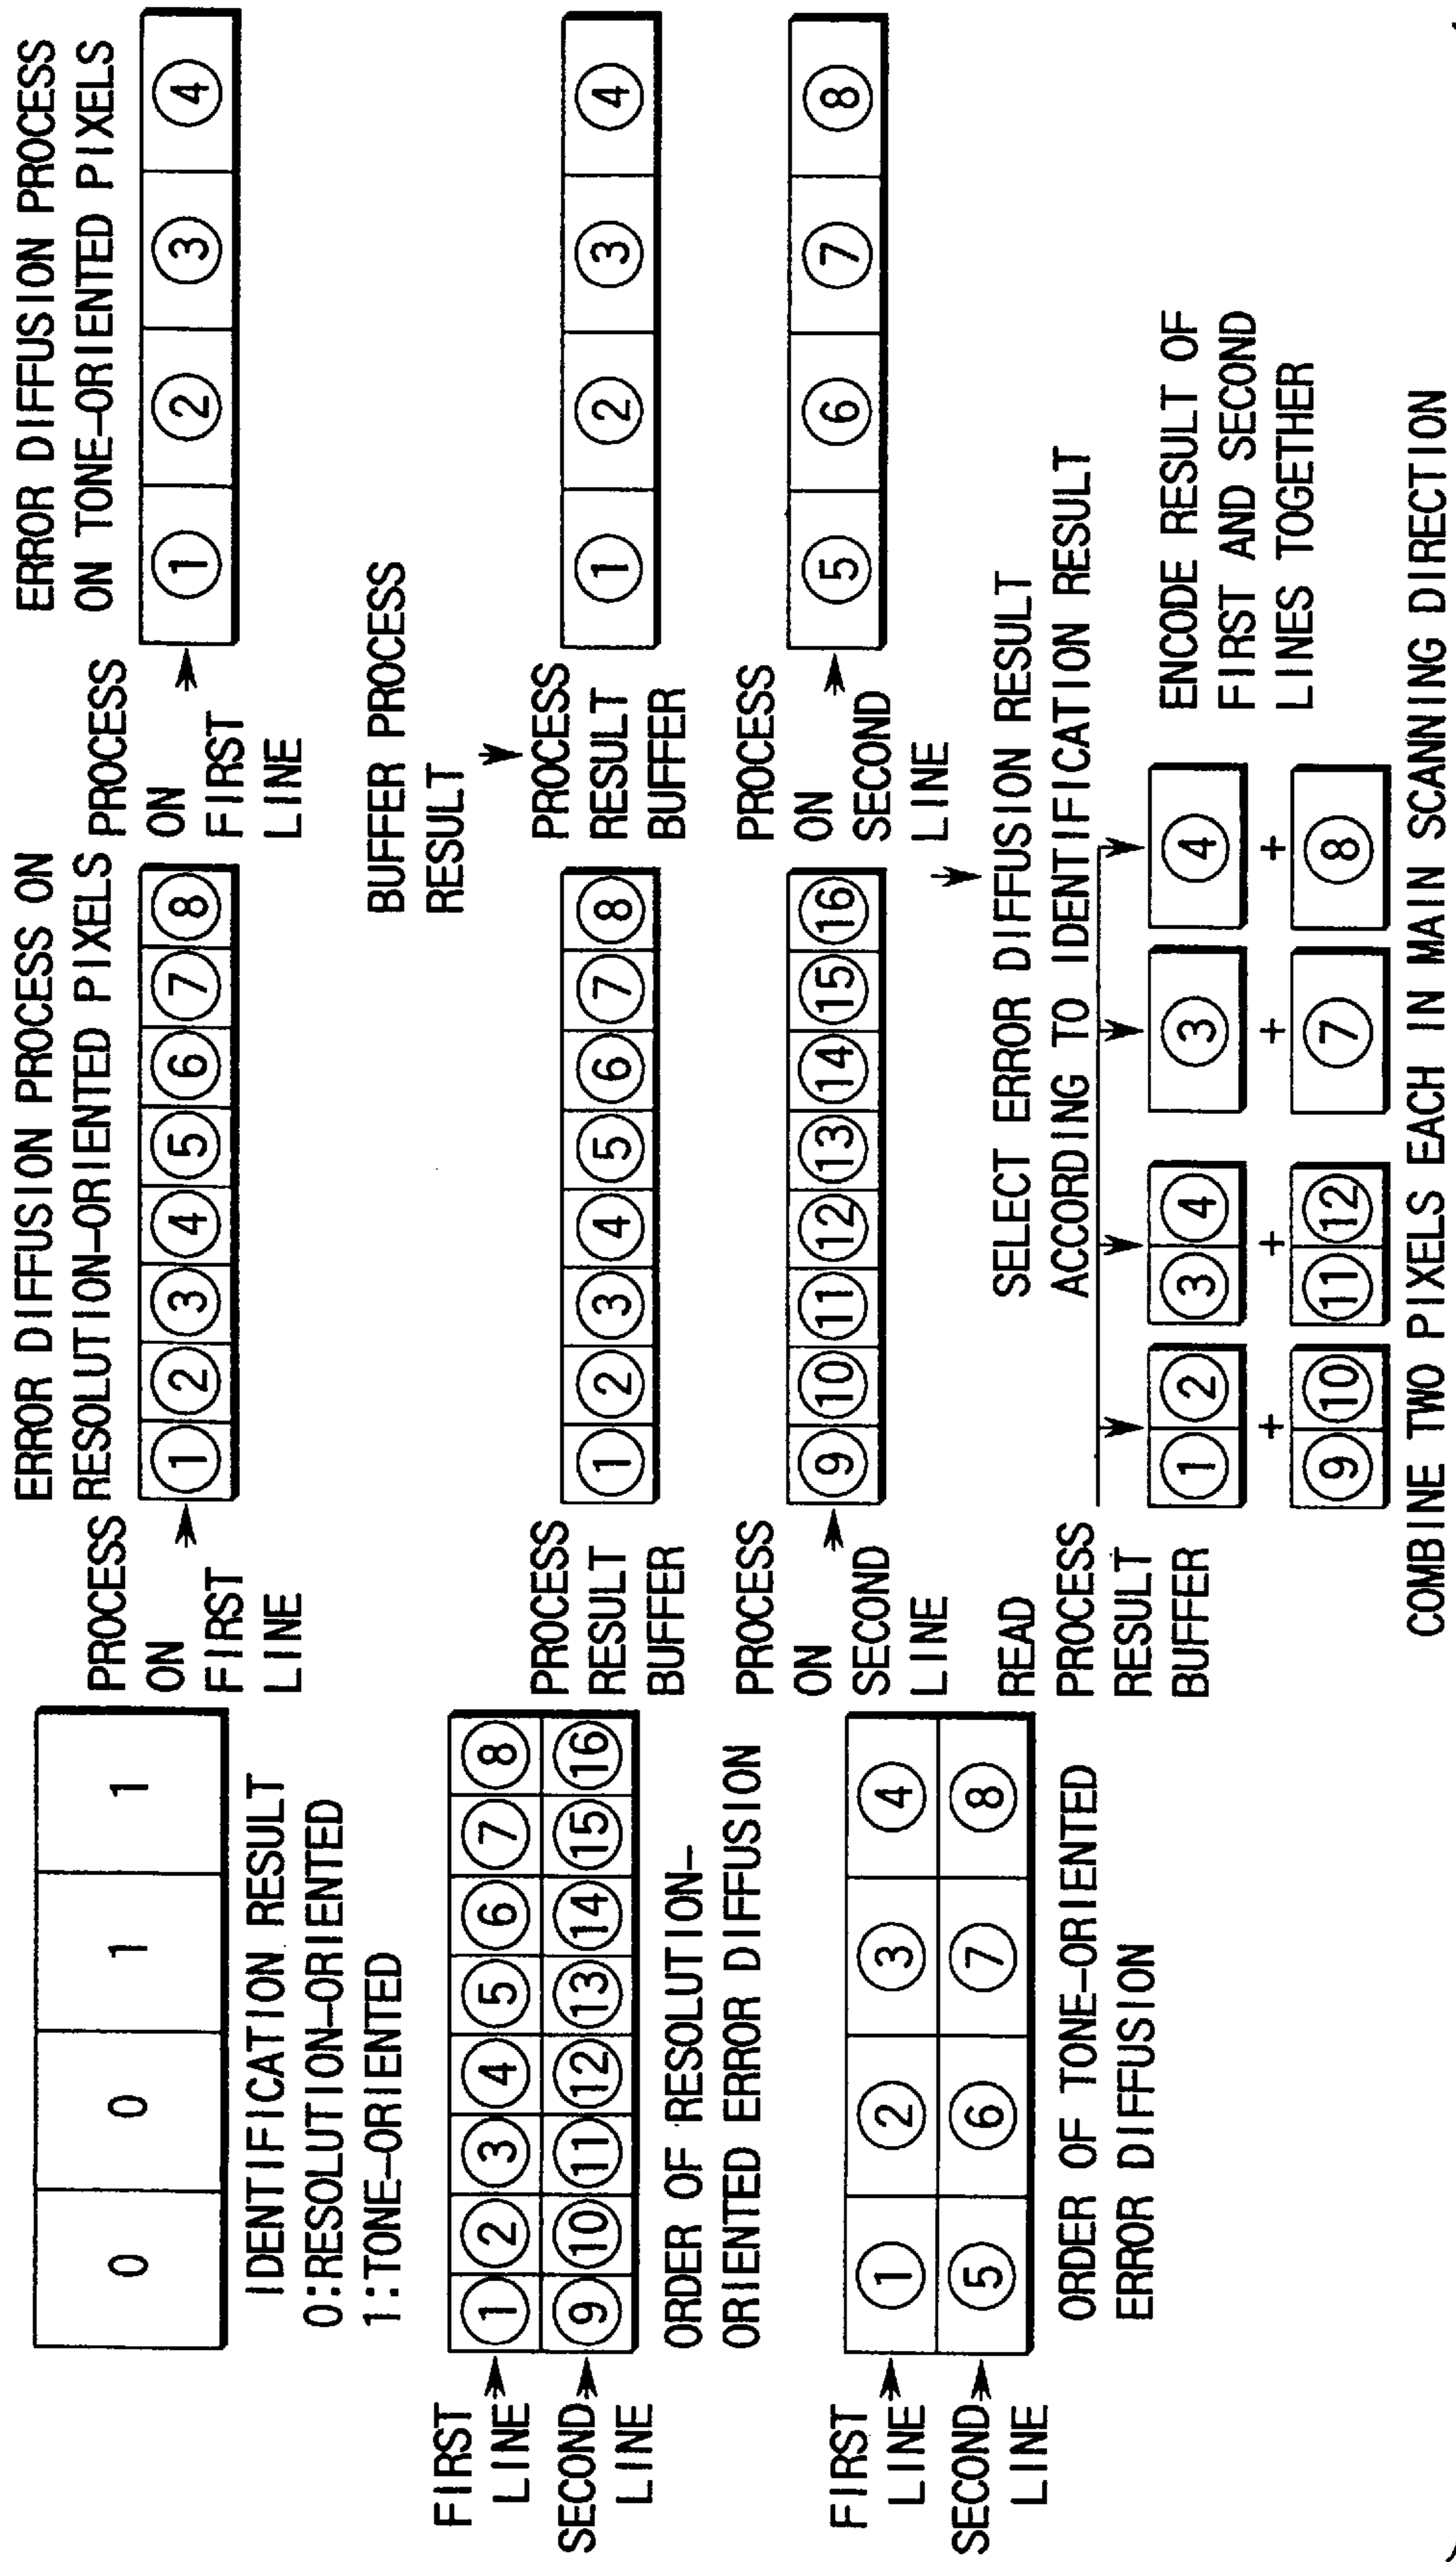 0 0 1 1
IDENTIFICATION RESULT
0:RESOLUTION-ORIENTED
1:TONE-ORIENTED
FIRST
LINE
① ② ③ ④ ⑤ ⑥ ⑦ ⑧
SECOND
LINE
⑨ ⑩ ⑪ ⑫ ⑬ ⑭ ⑮ ⑯
ORDER OF RESOLUTION-
ORIENTED ERROR DIFFUSION
FIRST
LINE
① ② ③ ④
SECOND
LINE
⑤ ⑥ ⑦ ⑧
ORDER OF TONE-ORIENTED
ERROR DIFFUSION
ERROR DIFFUSION PROCESS ON
RESOLUTION-ORIENTED PIXELS
PROCESS
ON
FIRST
LINE
① ② ③ ④ ⑤ ⑥ ⑦ ⑧
ERROR DIFFUSION PROCESS
ON TONE-ORIENTED PIXELS
PROCESS
ON
FIRST
LINE
① ② ③ ④
BUFFER PROCESS
RESULT
PROCESS
RESULT
BUFFER
① ② ③ ④ ⑤ ⑥ ⑦ ⑧
PROCESS
RESULT
BUFFER
① ② ③ ④
PROCESS
ON
SECOND
LINE
⑨ ⑩ ⑪ ⑫ ⑬ ⑭ ⑮ ⑯
PROCESS
ON
SECOND
LINE
⑤ ⑥ ⑦ ⑧
SELECT ERROR DIFFUSION RESULT
ACCORDING TO IDENTIFICATION RESULT
READ
PROCESS
RESULT
BUFFER
① ② ③ ④ ③ ④
+ + + +
⑨ ⑩ ⑪ ⑫ ⑦ ⑧
ENCODE RESULT OF
FIRST AND SECOND
LINES TOGETHER
COMBINE TWO PIXELS EACH IN MAIN SCANNING DIRECTION